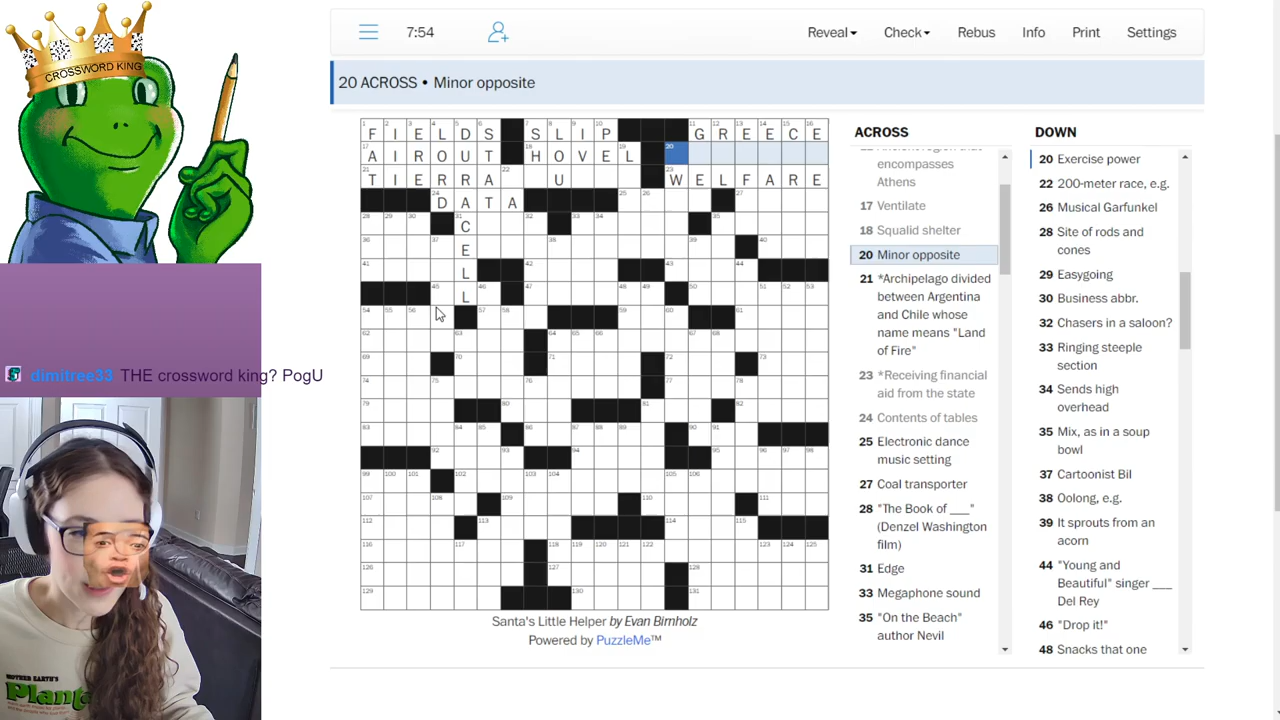 CROSSWORD KING
dimitree33 THE crossword king? PogU
MOTHER EARTH'S
Plant
7:54
Reveal
Check
Rebus
Info
Print
Settings
20 ACROSS • Minor opposite
F I E L D S S L I P G R E E C E
A I R O U T H O V E L
T I E R R A U W E L F A R E
D A T A
C
E
L
L
Santa's Little Helper by Evan Birnholz
Powered by PuzzleMe™
ACROSS
encompasses
Athens
17 Ventilate
18 Squalid shelter
20 Minor opposite
21 *Archipelago divided
between Argentina
and Chile whose
name means "Land
of Fire"
23 *Receiving financial
aid from the state
24 Contents of tables
25 Electronic dance
music setting
27 Coal transporter
28 "The Book of ___"
(Denzel Washington
film)
31 Edge
33 Megaphone sound
35 "On the Beach"
author Nevil
DOWN
20 Exercise power
22 200-meter race, e.g.
26 Musical Garfunkel
28 Site of rods and
cones
29 Easygoing
30 Business abbr.
32 Chasers in a saloon?
33 Ringing steeple
section
34 Sends high
overhead
35 Mix, as in a soup
bowl
37 Cartoonist Bil
38 Oolong, e.g.
39 It sprouts from an
acorn
44 "Young and
Beautiful" singer ___
Del Rey
46 "Drop it!"
48 Snacks that one